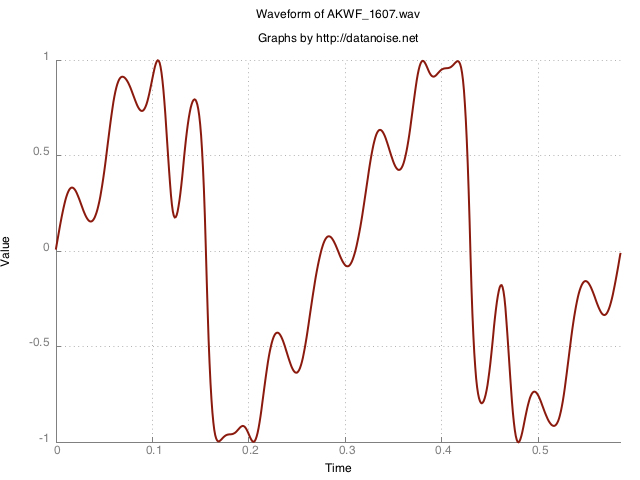 Waveform of AKWF_1607.wav
Graphs by http://datanoise.net
1
0.5
0
-0.5
-1
Value
0 0.1 0.2 0.3 0.4 0.5
Time